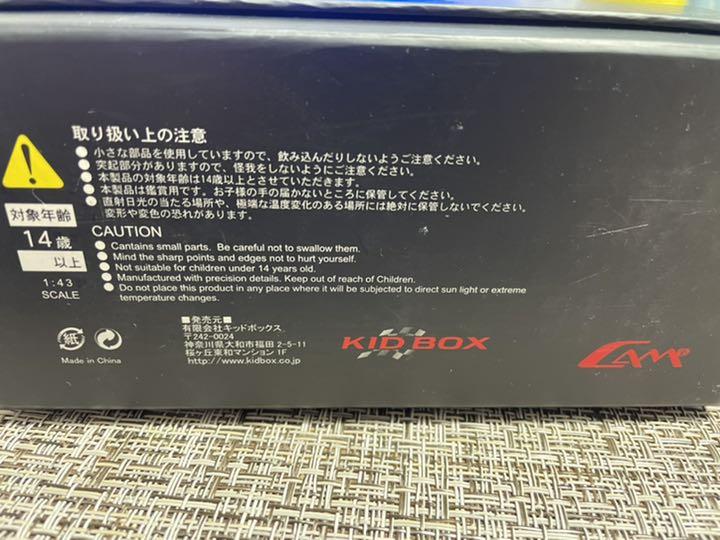 取り扱い上の注意
● 小さな部品を使用していますので、飲み込んだりしないようご注意ください。
● 突起部分がありますので、怪我をしないようにご注意ください。
● 本製品の対象年齢は14歳以上とさせていただきます。
● 本製品は鑑賞用です。お子様の手の届かないところに保管してください。
● 直射日光の当たる場所や、極端な温度変化のある場所には絶対に保管しないでください。
変形や変色の恐れがあります。
対象年齢
14歳
以上
1:43
SCALE
CAUTION
● Cantains small parts. Be careful not to swallow them.
● Mind the sharp points and edges not to hurt yourself.
● Not suitable for children under 14 years old.
● Manufactured with precision details. Keep out of reach of Children.
● Do not place this product in any place where it will be subjected to direct sun light or extreme
temperature changes.
紙
Made in China
■発売元■
有限会社キッドボックス
〒242-0024
神奈川県大和市福田 2-5-11
桜ヶ丘東和マンション 1F
http://www.kidbox.co.jp
KID BOX
CAM@